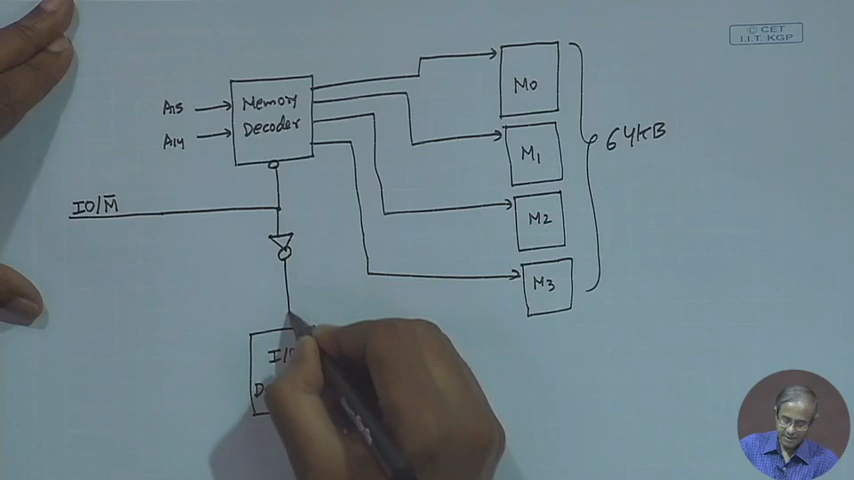 © CET
I.I.T. KGP
A15
A14
Memory
Decoder
M0
M1
M2
M3
64KB
IO/M̅